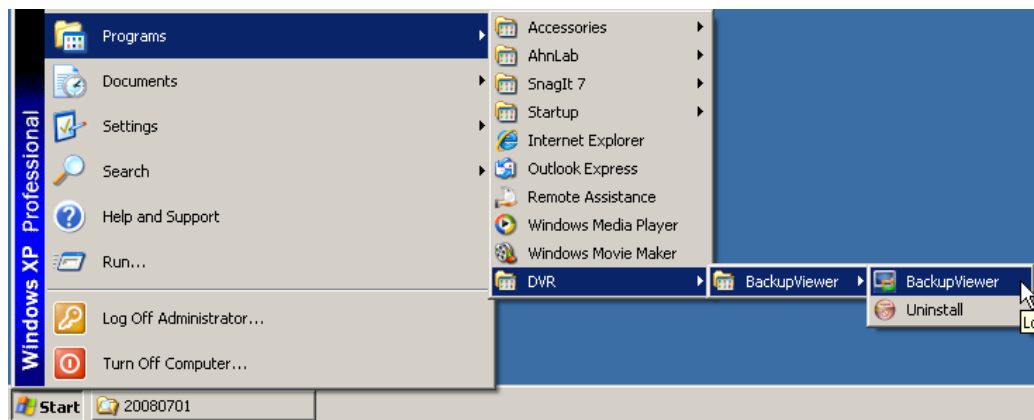 Windows XP Professional
Programs
Documents
Settings
Search
Help and Support
Run...
Log Off Administrator...
Turn Off Computer...
Accessories
AhnLab
SnagIt 7
Startup
Internet Explorer
Outlook Express
Remote Assistance
Windows Media Player
Windows Movie Maker
DVR
BackupViewer
BackupViewer
Uninstall
Start
20080701